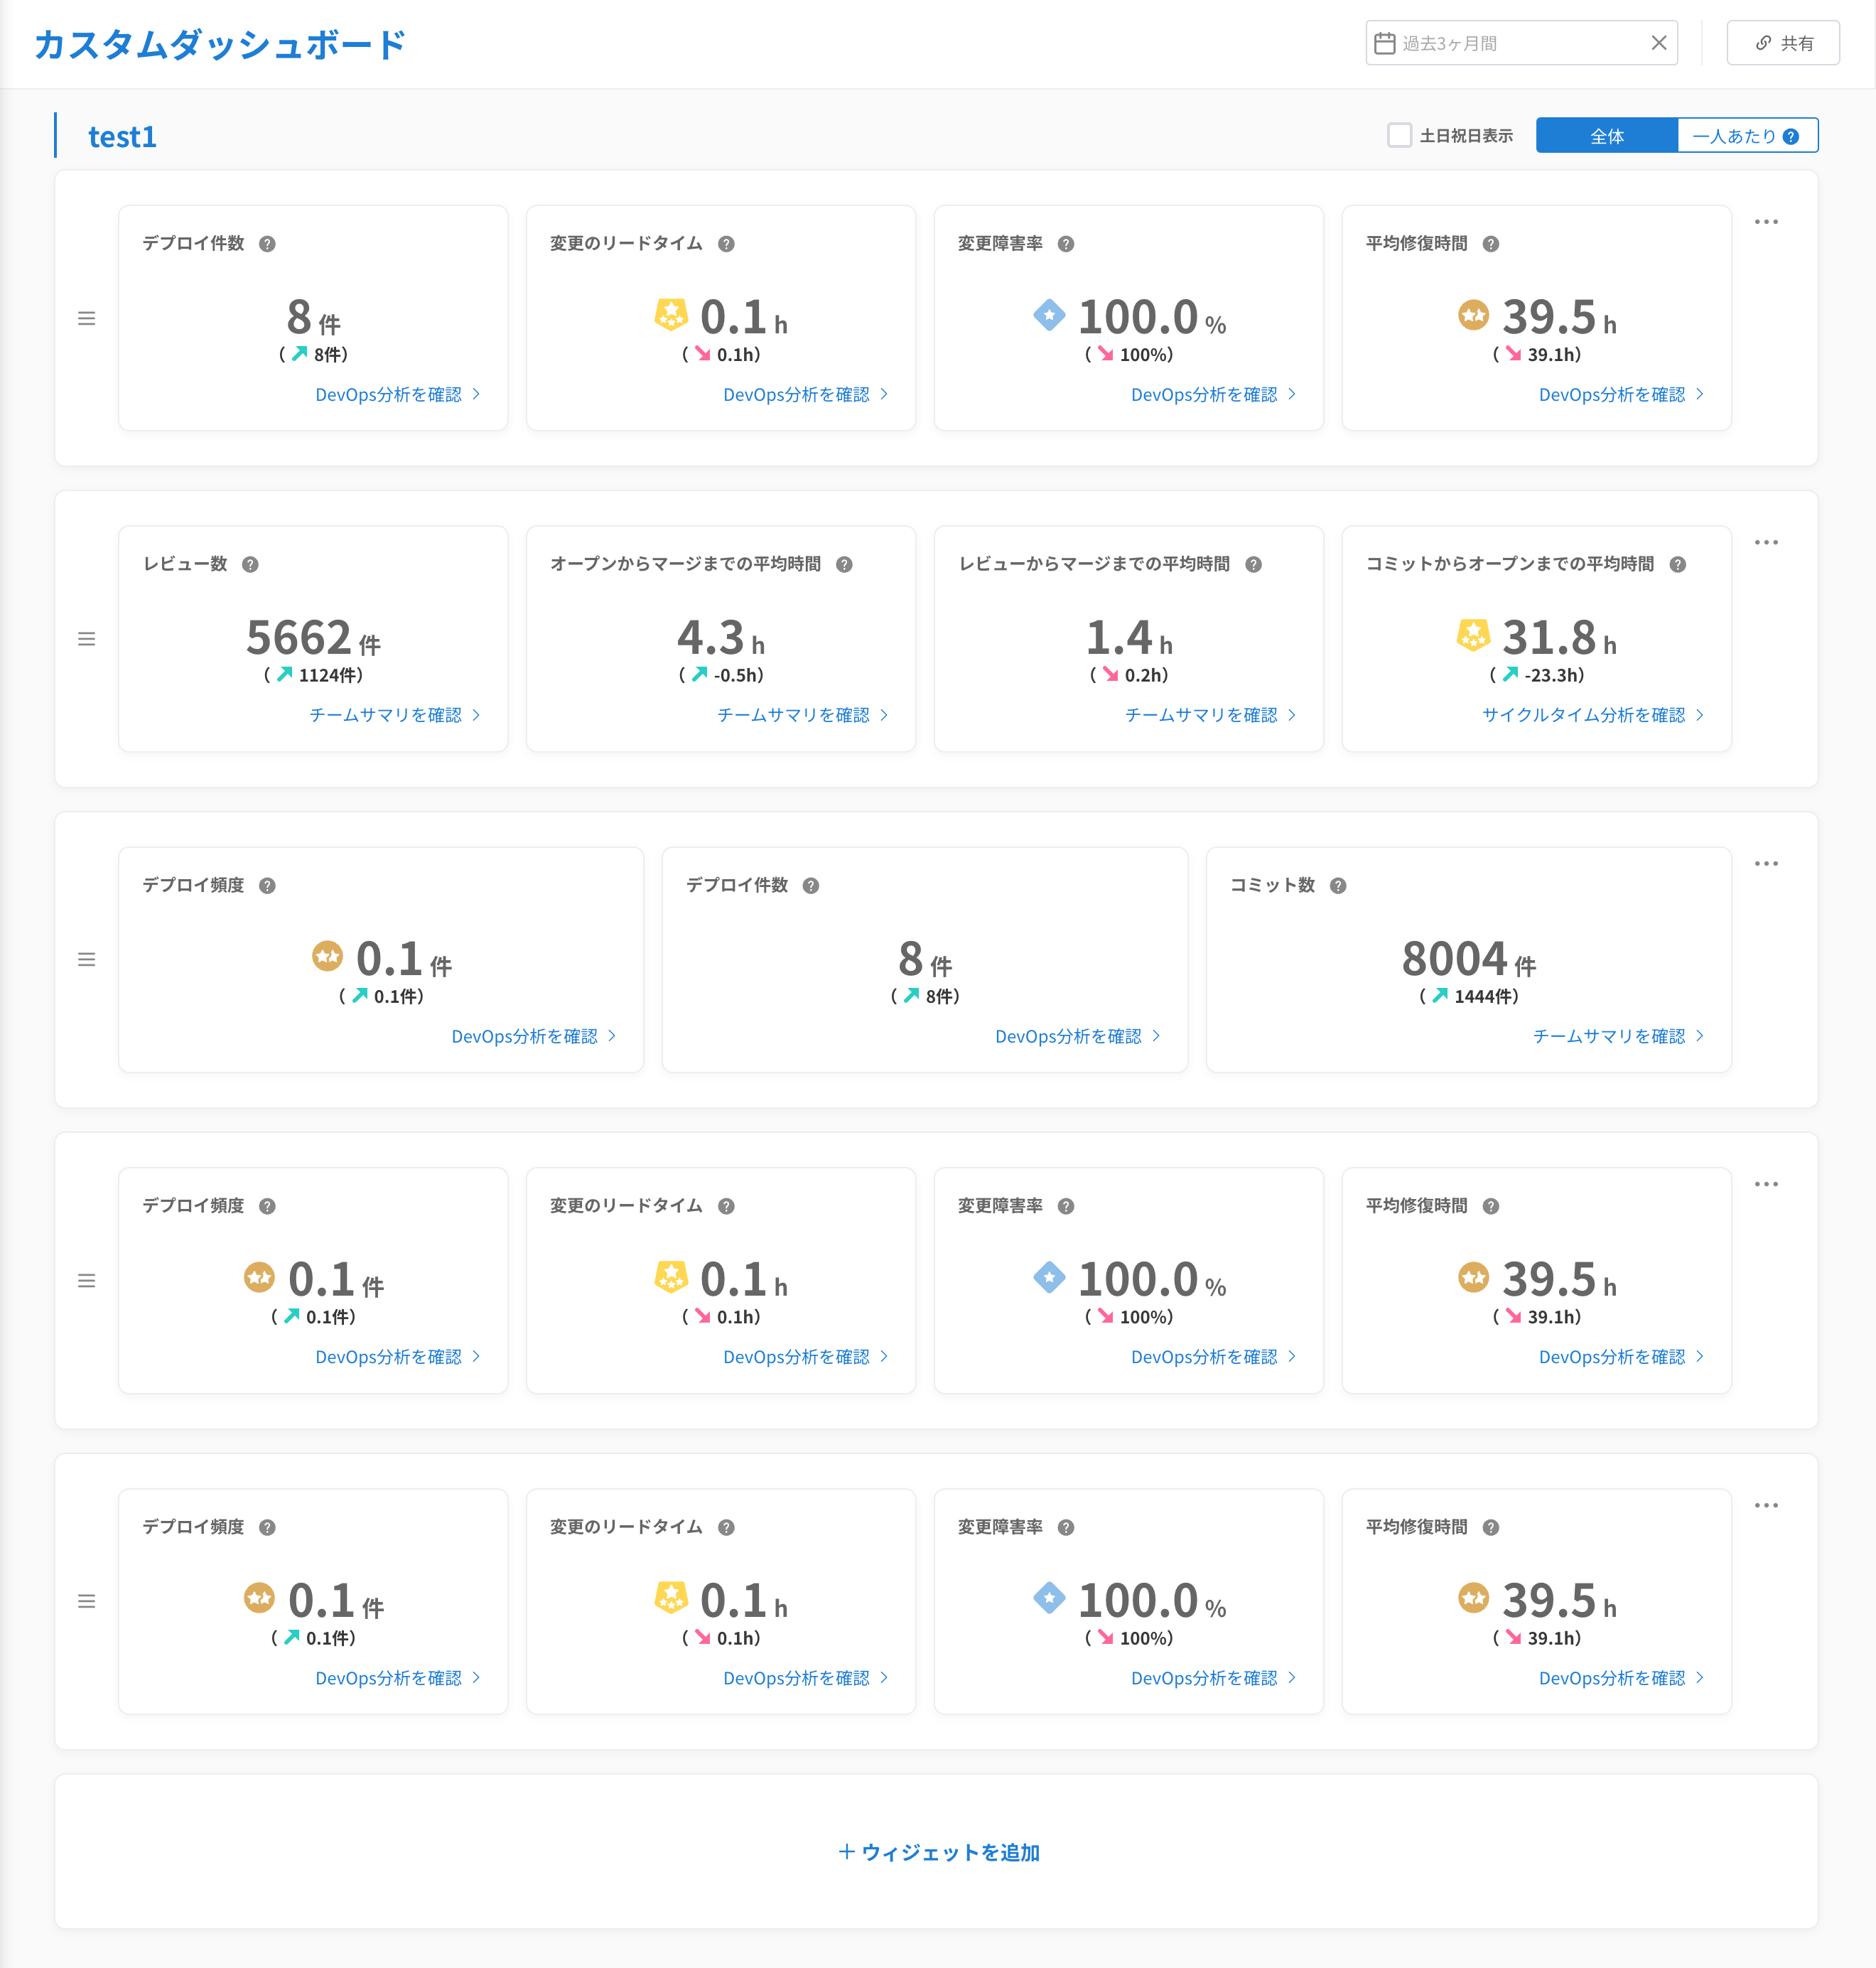 カスタムダッシュボード
過去3ヶ月間
共有
test1
土日祝日表示
全体
一人あたり ?
デプロイ件数 ?
8 件
( 8件)
DevOps分析を確認
変更のリードタイム ?
0.1 h
( 0.1h)
DevOps分析を確認
変更障害率 ?
100.0 %
( 100%)
DevOps分析を確認
平均修復時間 ?
39.5 h
( 39.1h)
DevOps分析を確認
レビュー数 ?
5662 件
( 1124件)
チームサマリを確認
オープンからマージまでの平均時間 ?
4.3 h
( -0.5h)
チームサマリを確認
レビューからマージまでの平均時間 ?
1.4 h
( 0.2h)
チームサマリを確認
コミットからオープンまでの平均時間 ?
31.8 h
( -23.3h)
サイクルタイム分析を確認
デプロイ頻度 ?
0.1 件
( 0.1件)
DevOps分析を確認
デプロイ件数 ?
8 件
( 8件)
DevOps分析を確認
コミット数 ?
8004 件
( 1444件)
チームサマリを確認
デプロイ頻度 ?
0.1 件
( 0.1件)
DevOps分析を確認
変更のリードタイム ?
0.1 h
( 0.1h)
DevOps分析を確認
変更障害率 ?
100.0 %
( 100%)
DevOps分析を確認
平均修復時間 ?
39.5 h
( 39.1h)
DevOps分析を確認
デプロイ頻度 ?
0.1 件
( 0.1件)
DevOps分析を確認
変更のリードタイム ?
0.1 h
( 0.1h)
DevOps分析を確認
変更障害率 ?
100.0 %
( 100%)
DevOps分析を確認
平均修復時間 ?
39.5 h
( 39.1h)
DevOps分析を確認
+ ウィジェットを追加